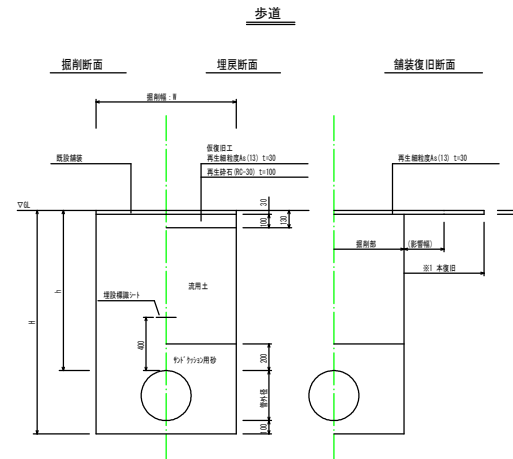 歩道
掘削断面
埋戻断面
舗装復旧断面
掘削幅：W
仮復旧工
再生細粒度As(13) t=30
再生砕石(RC-30) t=100
既設舗装
再生細粒度As(13) t=30
▽GL
30
100
130
掘削部
(影響幅)
※1 本復旧
流用土
埋設標識シート
h
H
400
サンドクッション用砂
200
管外径
100